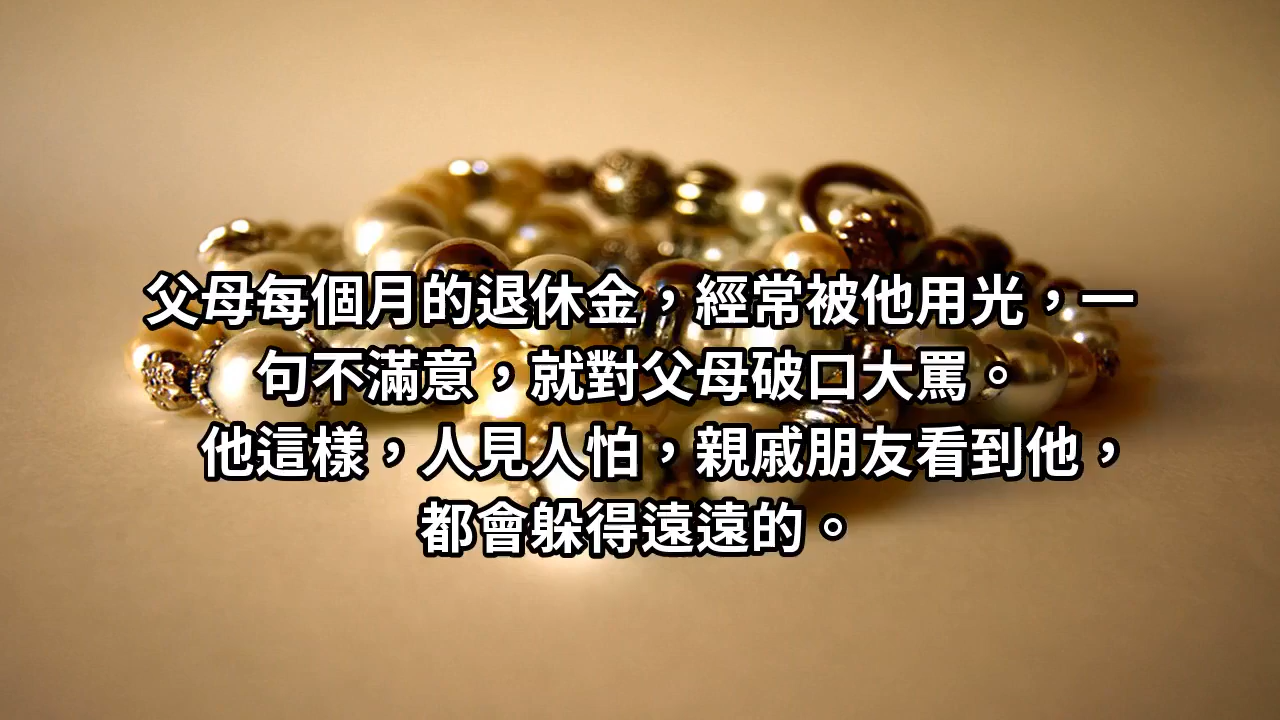 父母每個月的退休金，經常被他用光，一
句不滿意，就對父母破口大罵。
他這樣，人見人怕，親戚朋友看到他，
都會躲得遠遠的。